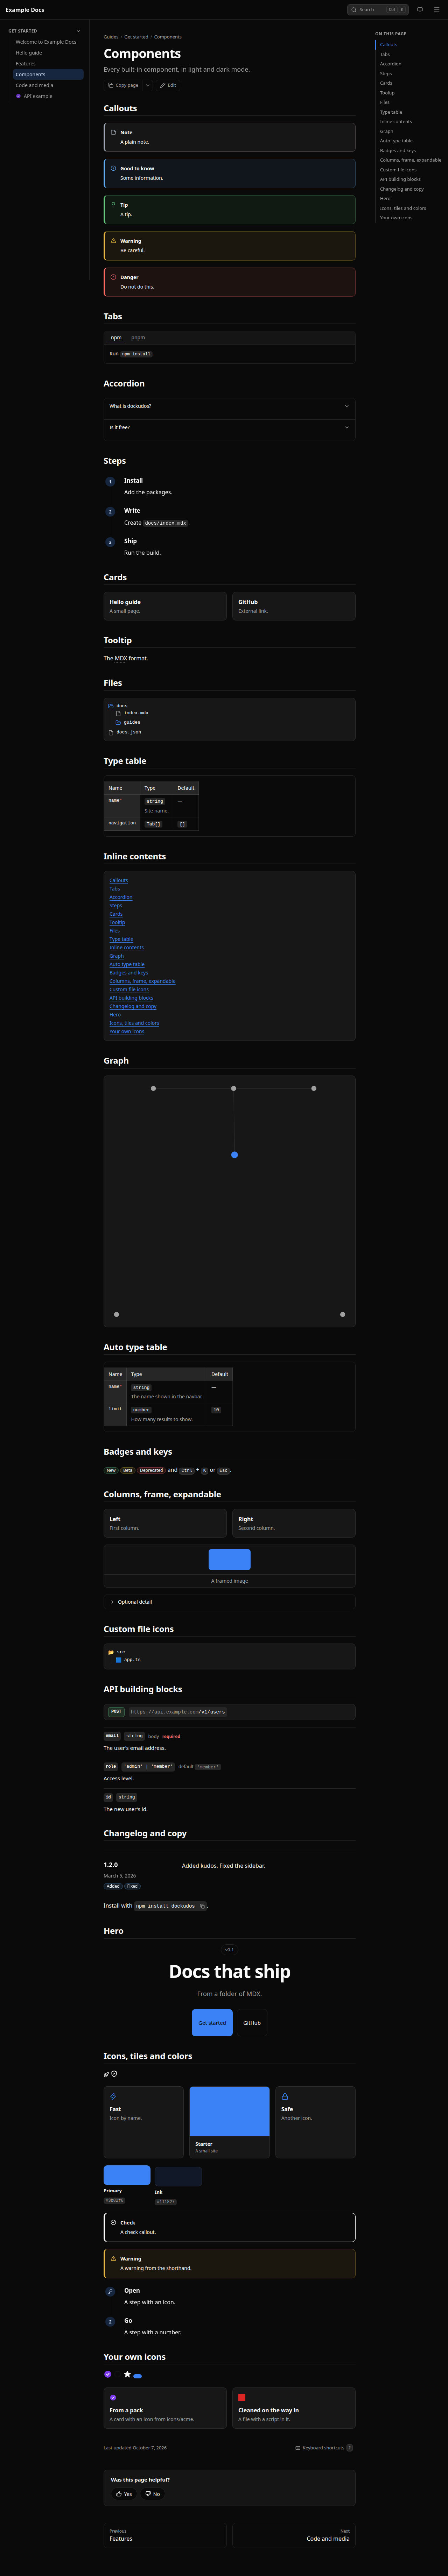 Example Docs
Search Ctrl K
GET STARTED
Welcome to Example Docs
Hello guide
Features
Components
Code and media
API example
Guides / Get started / Components
Components
Every built-in component, in light and dark mode.
Copy page
Edit
ON THIS PAGE
Callouts
Tabs
Accordion
Steps
Cards
Tooltip
Files
Type table
Inline contents
Graph
Auto type table
Badges and keys
Columns, frame, expandable
Custom file icons
API building blocks
Changelog and copy
Hero
Icons, tiles and colors
Your own icons
Callouts
Note
A plain note.
Good to know
Some information.
Tip
A tip.
Warning
Be careful.
Danger
Do not do this.
Tabs
npm pnpm
Run npm install.
Accordion
What is dockudos?
Is it free?
Steps
1 Install
Add the packages.
2 Write
Create docs/index.mdx.
3 Ship
Run the build.
Cards
Hello guide
A small page.
GitHub
External link.
Tooltip
The MDX format.
Files
docs
index.mdx
guides
docs.json
Type table
Name Type Default
name* string —
Site name.
navigation Tab[] []
Inline contents
Callouts
Tabs
Accordion
Steps
Cards
Tooltip
Files
Type table
Inline contents
Graph
Auto type table
Badges and keys
Columns, frame, expandable
Custom file icons
API building blocks
Changelog and copy
Hero
Icons, tiles and colors
Your own icons
Graph
Auto type table
Name Type Default
name* string —
The name shown in the navbar.
limit number 10
How many results to show.
Badges and keys
New Beta Deprecated and Ctrl + K or Esc.
Columns, frame, expandable
Left
First column.
Right
Second column.
A framed image
Optional detail
Custom file icons
src
app.ts
API building blocks
POST https://api.example.com/v1/users
email string body required
The user's email address.
role 'admin' | 'member' default 'member'
Access level.
id string
The new user's id.
Changelog and copy
1.2.0
March 5, 2026
Added Fixed
Added kudos. Fixed the sidebar.
Install with npm install dockudos.
Hero
v0.1
Docs that ship
From a folder of MDX.
Get started GitHub
Icons, tiles and colors
Fast
Icon by name.
Starter
A small site
Safe
Another icon.
Primary
#3b82f6
Ink
#111827
Check
A check callout.
Warning
A warning from the shorthand.
Open
A step with an icon.
2 Go
A step with a number.
Your own icons
From a pack
A card with an icon from icons/acme.
Cleaned on the way in
A file with a script in it.
Last updated October 7, 2026
Keyboard shortcuts ?
Was this page helpful?
Yes No
Previous
Features
Next
Code and media